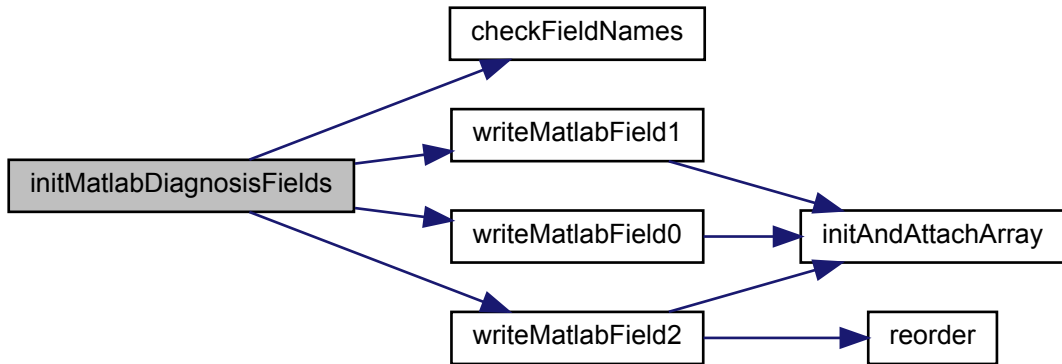 checkFieldNames
writeMatlabField1
initMatlabDiagnosisFields
writeMatlabField0
initAndAttachArray
writeMatlabField2
reorder